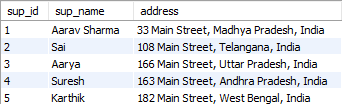 sup_id sup_name address
1 Aarav Sharma 33 Main Street, Madhya Pradesh, India
2 Sai 108 Main Street, Telangana, India
3 Aarya 166 Main Street, Uttar Pradesh, India
4 Suresh 163 Main Street, Andhra Pradesh, India
5 Karthik 182 Main Street, West Bengal, India